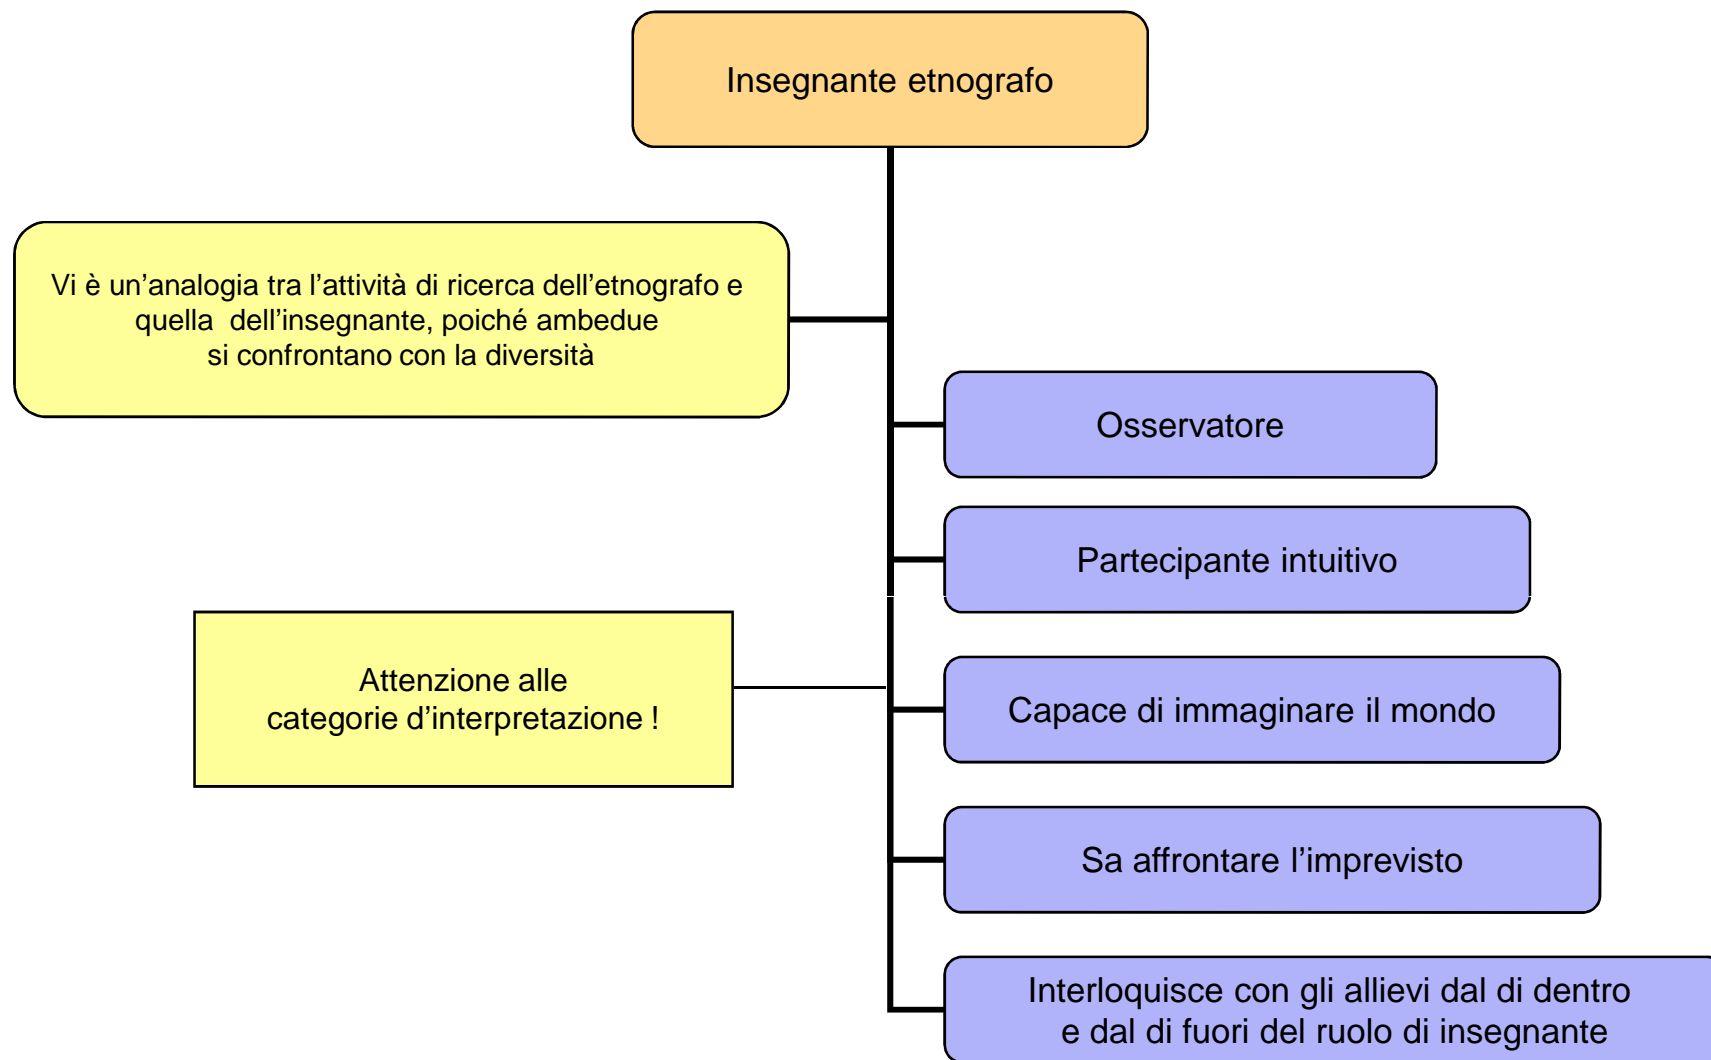 Insegnante etnografo
Vi è un’analogia tra l’attività di ricerca dell’etnografo e
quella dell’insegnante, poiché ambedue
si confrontano con la diversità
Osservatore
Partecipante intuitivo
Attenzione alle
categorie d’interpretazione !
Capace di immaginare il mondo
Sa affrontare l’imprevisto
Interloquisce con gli allievi dal di dentro
e dal di fuori del ruolo di insegnante